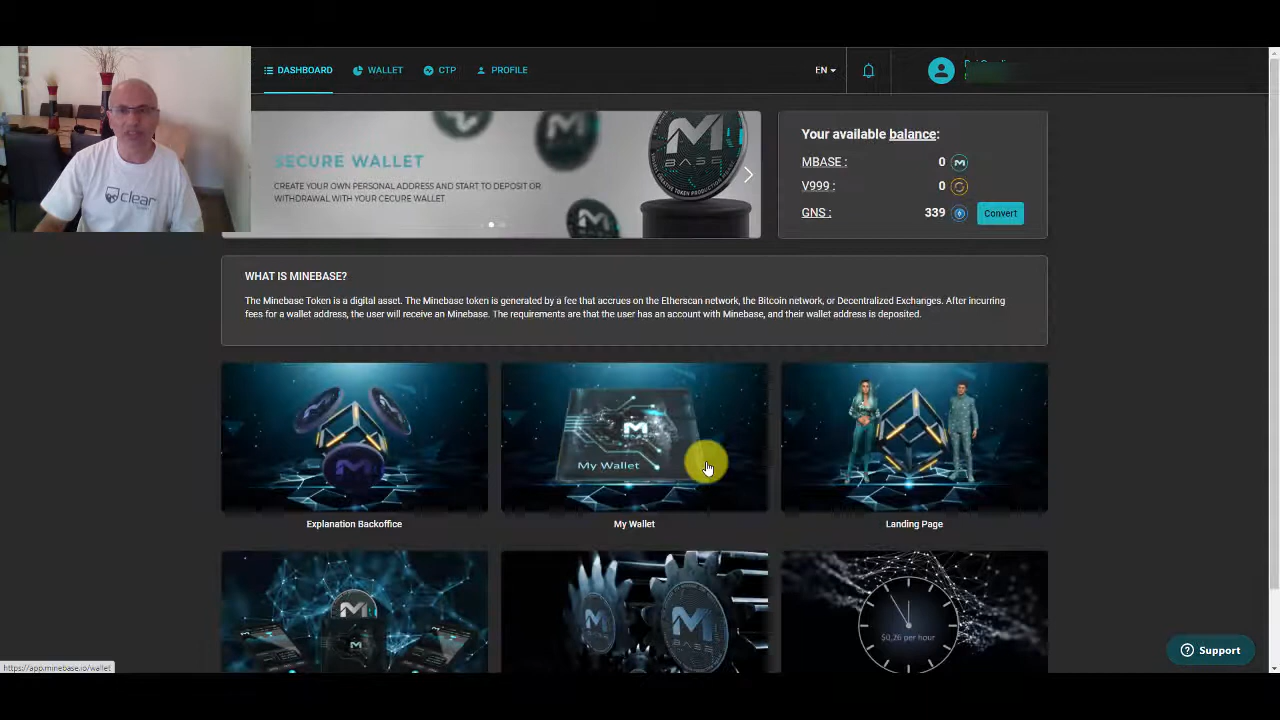 DASHBOARD
WALLET
CTP
PROFILE
EN
SECURE WALLET
CREATE YOUR OWN PERSONAL ADDRESS AND START TO DEPOSIT OR
WITHDRAWAL WITH YOUR CECURE WALLET.
BASE
Your available balance:
MBASE : 0
V999 : 0
GNS: 339 Convert
clear
WHAT IS MINEBASE?
The Minebase Token is a digital asset. The Minebase token is generated by a fee that accrues on the Etherscan network, the Bitcoin network, or Decentralized Exchanges. After incurring
fees for a wallet address, the user will receive an Minebase. The requirements are that the user has an account with Minebase, and their wallet address is deposited.
My Wallet
Explanation Backoffice
My Wallet
Landing Page
BASE
$0,26 per hour
Support
https://app.minebase.io/wallet